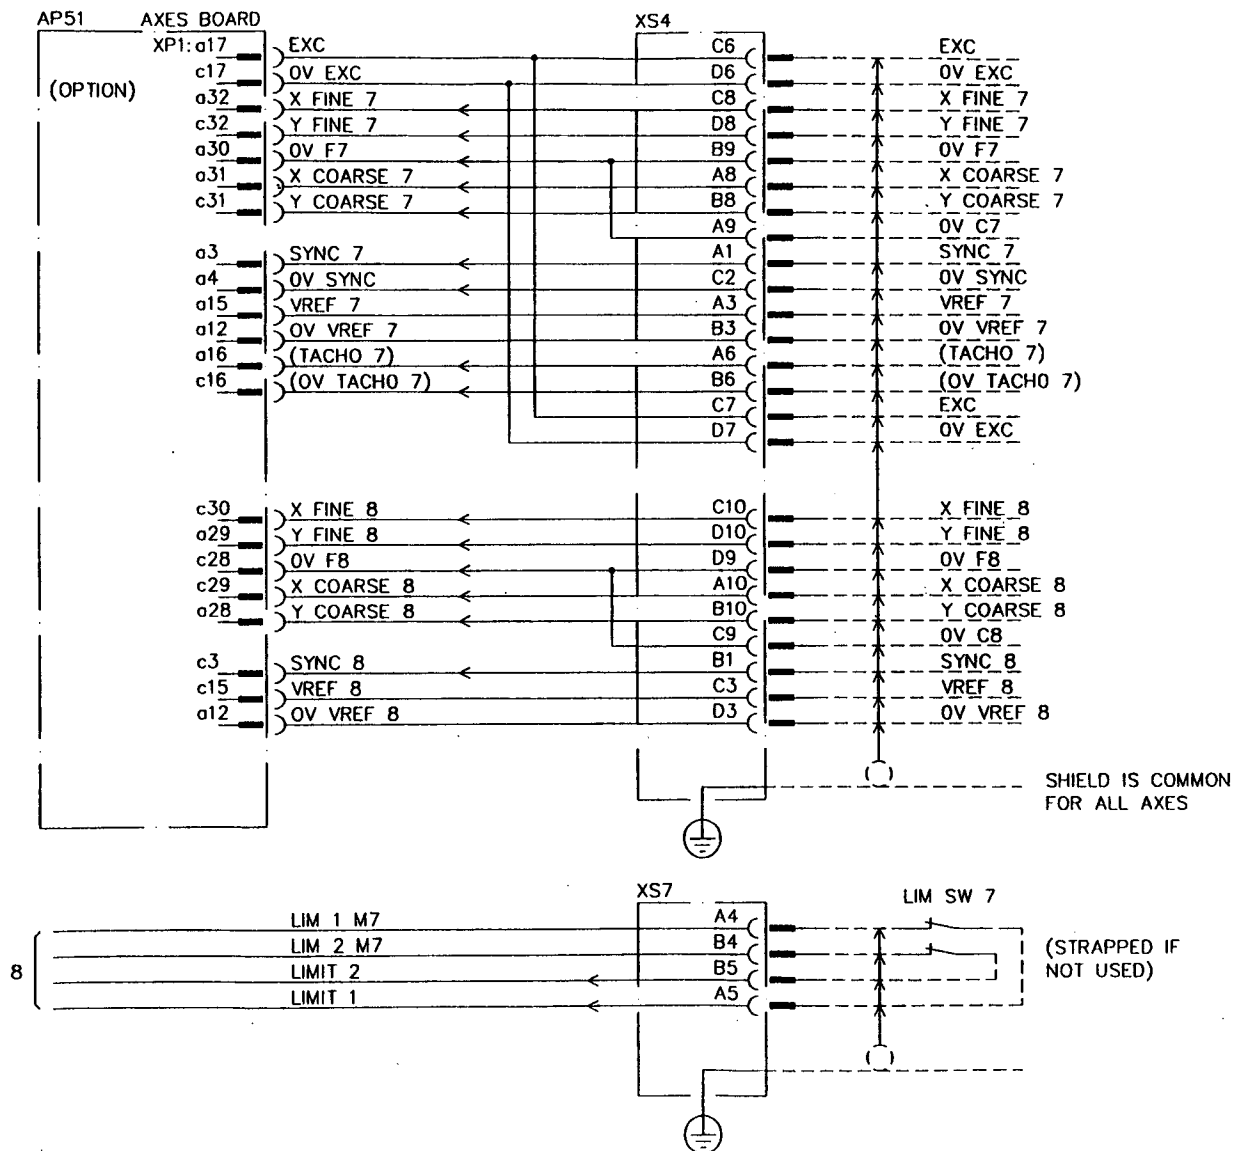 AP51 AXES BOARD XS4
XP1: a17 EXC C6 EXC
(OPTION)
c17 0V EXC D6 0V EXC
a32 X FINE 7 C8 X FINE 7
c32 Y FINE 7 D8 Y FINE 7
a30 0V F7 B9 0V F7
a31 X COARSE 7 A8 X COARSE 7
c31 Y COARSE 7 B8 Y COARSE 7
A9 0V C7
a3 SYNC 7 A1 SYNC 7
a4 0V SYNC C2 0V SYNC
a15 VREF 7 A3 VREF 7
a12 0V VREF 7 B3 0V VREF 7
a16 (TACHO 7) A6 (TACHO 7)
c16 (0V TACHO 7) B6 (0V TACHO 7)
C7 EXC
D7 0V EXC
c30 X FINE 8 C10 X FINE 8
a29 Y FINE 8 D10 Y FINE 8
c28 0V F8 D9 0V F8
c29 X COARSE 8 A10 X COARSE 8
a28 Y COARSE 8 B10 Y COARSE 8
C9 0V C8
c3 SYNC 8 B1 SYNC 8
c15 VREF 8 C3 VREF 8
a12 0V VREF 8 D3 0V VREF 8
SHIELD IS COMMON
FOR ALL AXES
XS7
LIM SW 7
LIM 1 M7 A4
LIM 2 M7 B4
(STRAPPED IF
NOT USED)
8
LIMIT 2 B5
LIMIT 1 A5